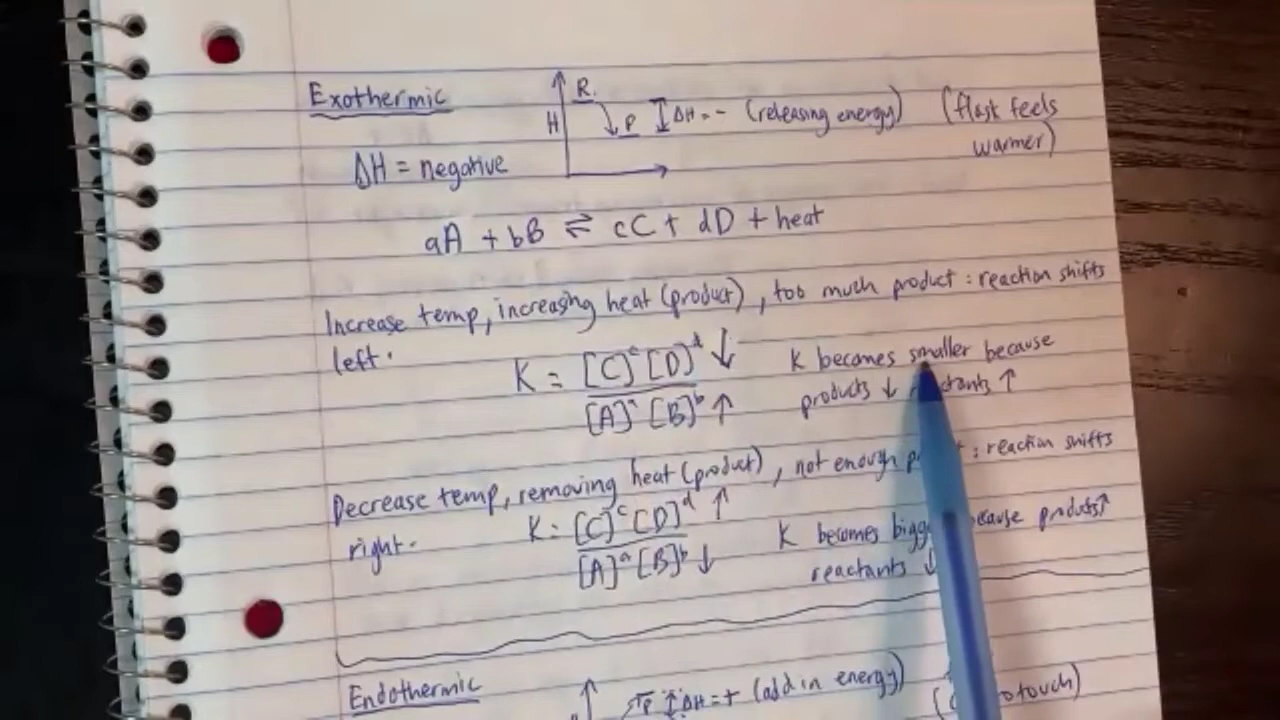 Exothermic
R.
H
P ΔH = - (releasing energy) (flask feels
warmer)
ΔH = negative
aA + bB ⇌ cC + dD + heat
Increase temp, increasing heat (product), too much product : reaction shifts
left.
K = [C]ᶜ [D]ᵈ ↓
[A]ᵃ [B]ᵇ ↑
K becomes smaller because
products ↓ ↑
Decrease temp, removing heat (product), not enough : reaction shifts
right.
K = [C]ᶜ [D]ᵈ ↑
[A]ᵃ [B]ᵇ ↓
K becomes products↑
reactants ↓
Endothermic
P ΔH = + (add in energy)